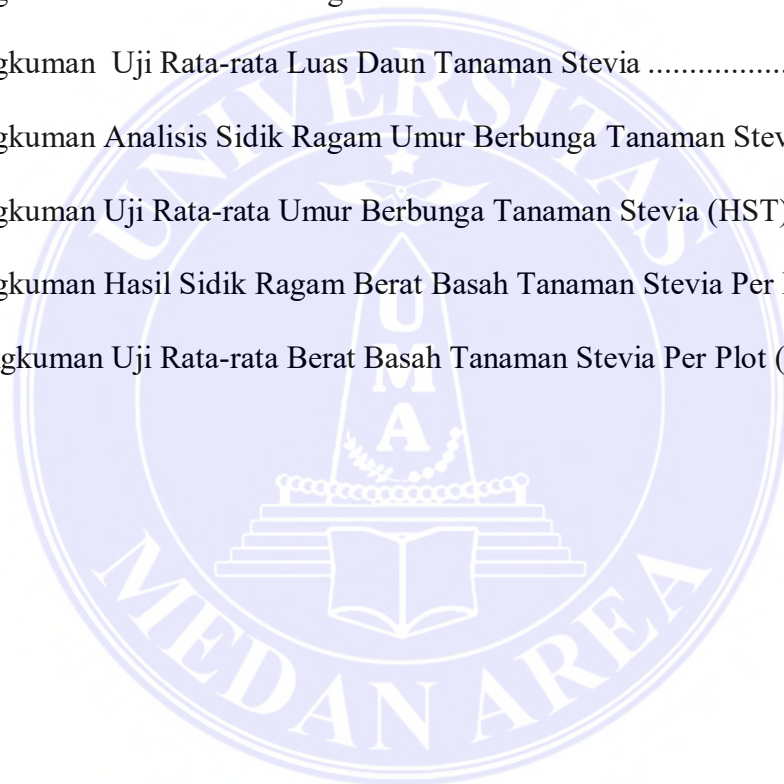 gkuman  Uji Rata-rata Luas Daun Tanaman Stevia .................
gkuman Analisis Sidik Ragam Umur Berbunga Tanaman Stev
gkuman Uji Rata-rata Umur Berbunga Tanaman Stevia (HST)
gkuman Hasil Sidik Ragam Berat Basah Tanaman Stevia Per
gkuman Uji Rata-rata Berat Basah Tanaman Stevia Per Plot (
UNIVERSITAS
UMA
MEDAN AREA